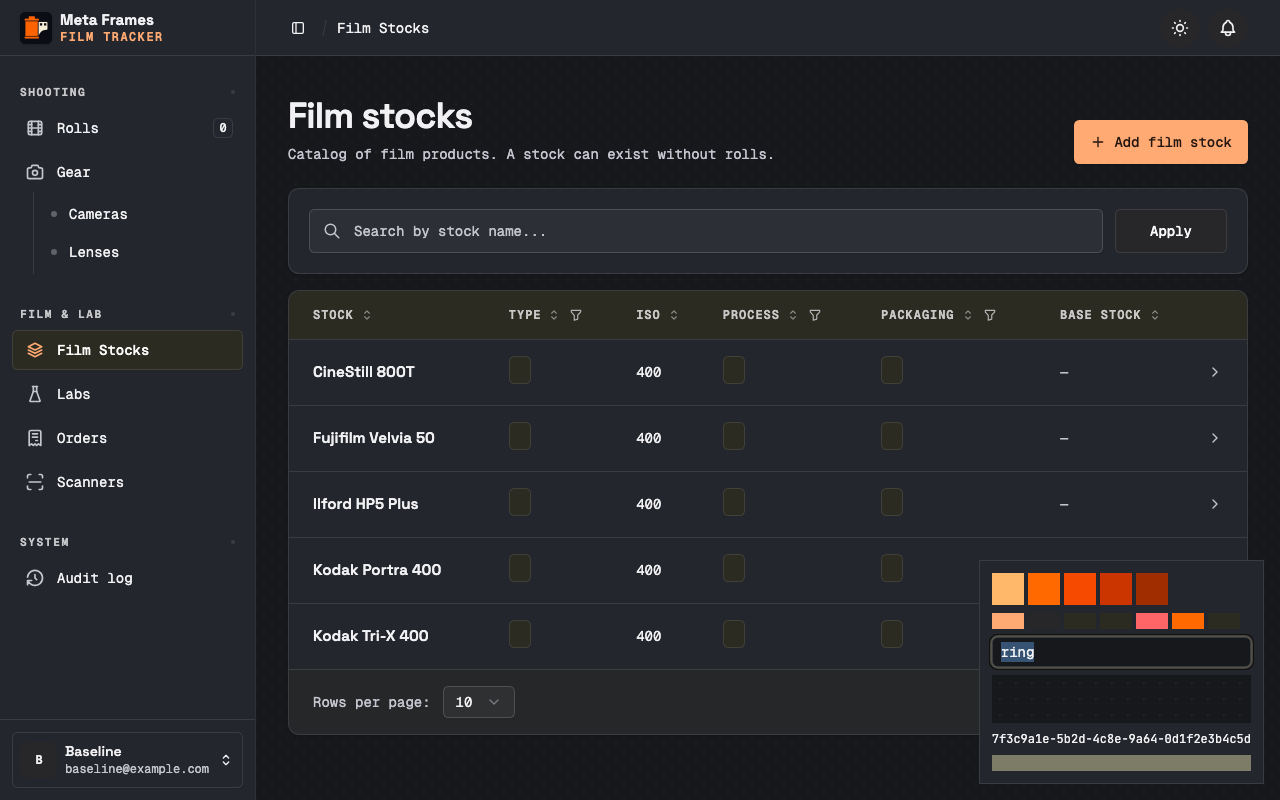 Meta Frames
FILM TRACKER
Film Stocks
SHOOTING
Rolls 0
Gear
Cameras
Lenses
FILM & LAB
Film Stocks
Labs
Orders
Scanners
SYSTEM
Audit log
B
Baseline
baseline@example.com
Film stocks
Catalog of film products. A stock can exist without rolls.
+ Add film stock
Search by stock name...
Apply
STOCK TYPE ISO PROCESS PACKAGING BASE STOCK
CineStill 800T 400 —
Fujifilm Velvia 50 400 —
Ilford HP5 Plus 400 —
Kodak Portra 400 400
Kodak Tri-X 400 400
Rows per page: 10
ring
7f3c9a1e-5b2d-4c8e-9a64-0d1f2e3b4c5d